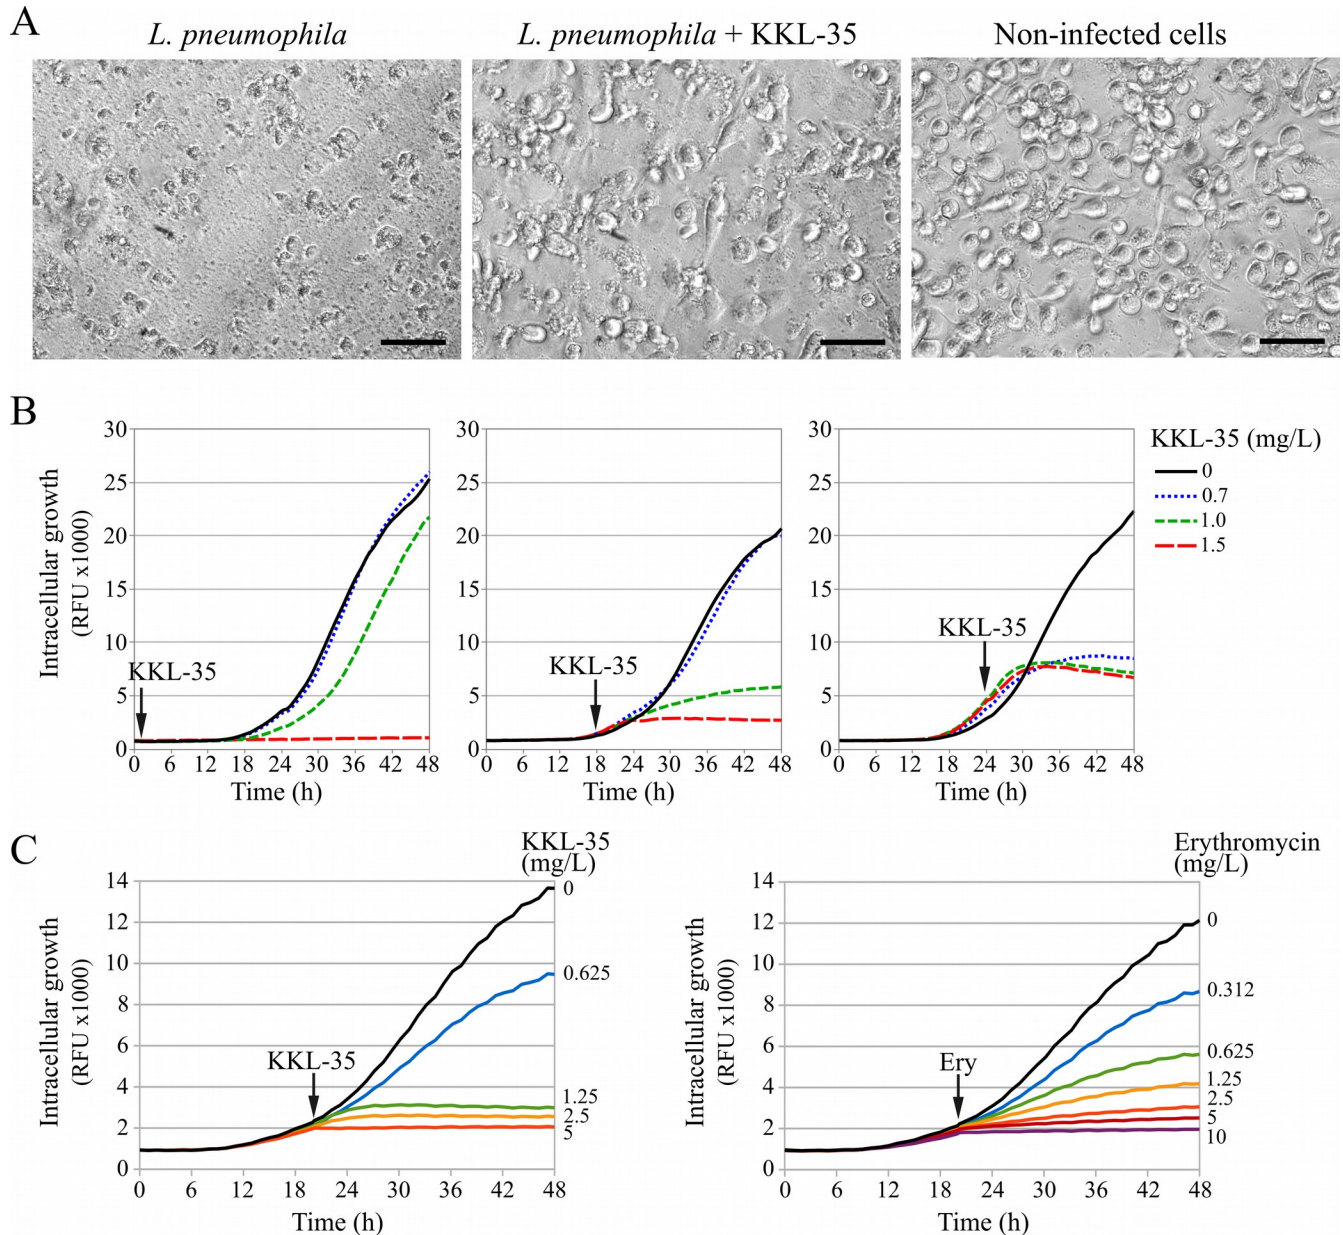 A
L. pneumophila
L. pneumophila + KKL-35
Non-infected cells
B
Intracellular growth
(RFU x1000)
30
25
20
15
10
5
0
KKL-35
0 6 12 18 24 30 36 42 48
Time (h)
30
25
20
15
10
5
0
KKL-35
0 6 12 18 24 30 36 42 48
Time (h)
30
25
20
15
10
5
0
KKL-35
0 6 12 18 24 30 36 42 48
Time (h)
KKL-35 (mg/L)
0
0.7
1.0
1.5
C
Intracellular growth
(RFU x1000)
14
12
10
8
6
4
2
0
KKL-35
0 6 12 18 24 30 36 42 48
Time (h)
KKL-35
(mg/L)
0
0.625
1.25
2.5
5
Intracellular growth
(RFU x1000)
14
12
10
8
6
4
2
0
Ery
0 6 12 18 24 30 36 42 48
Time (h)
Erythromycin
(mg/L)
0
0.312
0.625
1.25
2.5
5
10